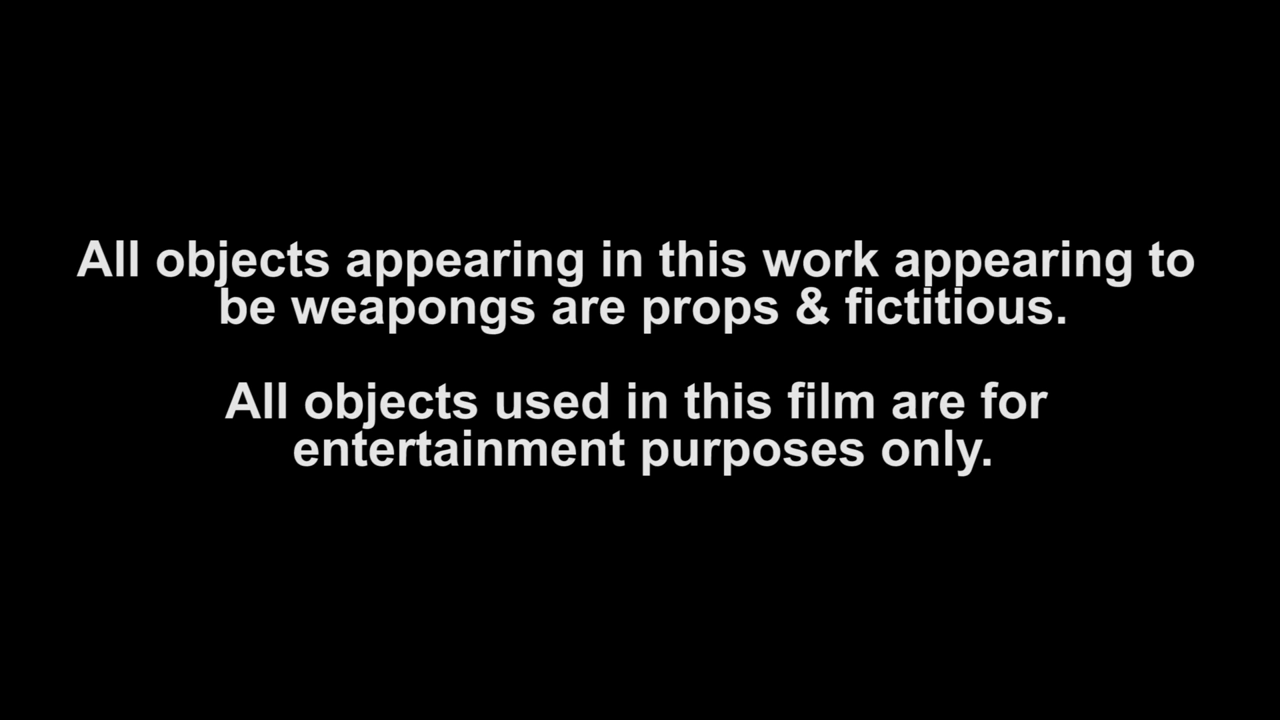 All objects appearing in this work appearing to
be weapongs are props & fictitious.
All objects used in this film are for
entertainment purposes only.